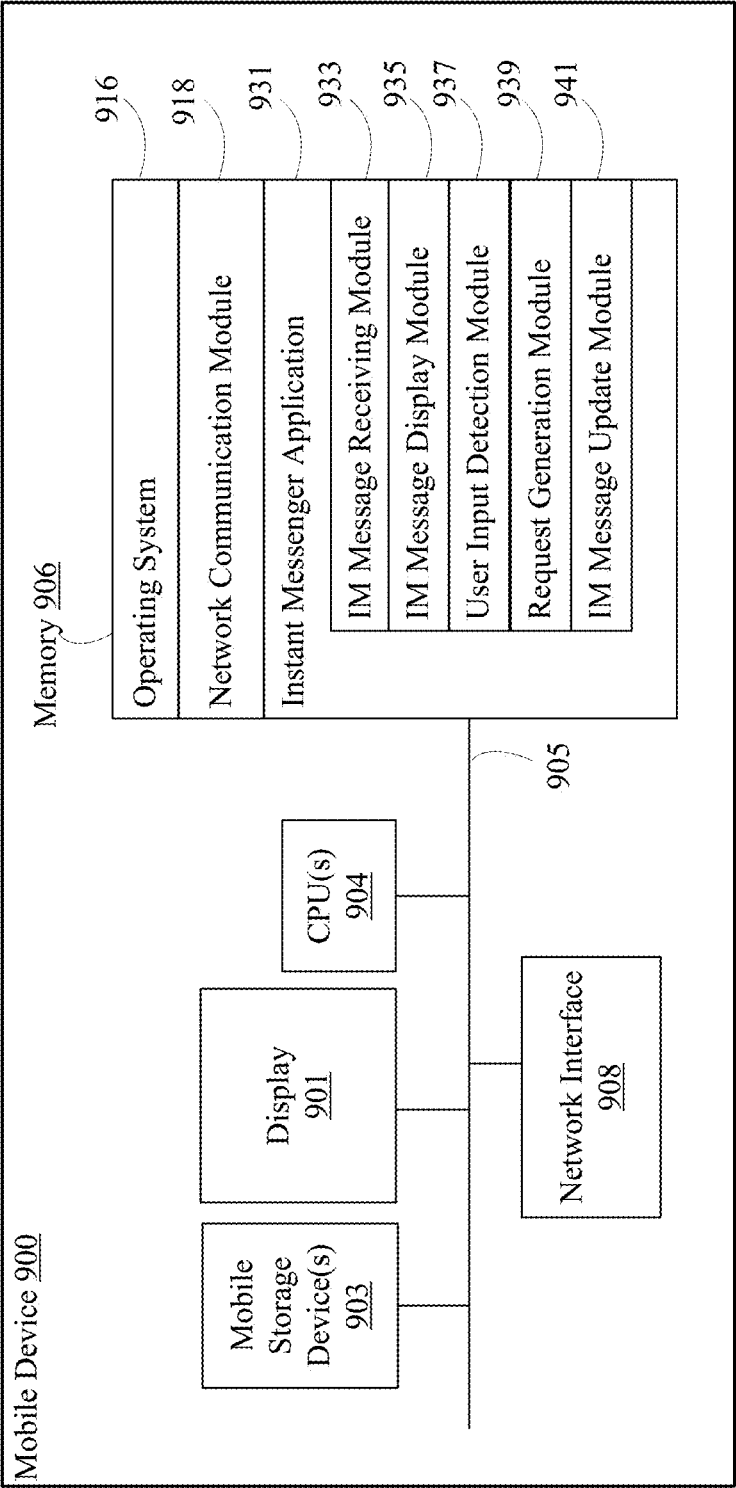 Mobile Device 900
Mobile
Storage
Device(s)
903
Display
901
CPU(s)
904
Network Interface
908
905
Memory 906
Operating System
916
Network Communication Module
918
Instant Messenger Application
931
IM Message Receiving Module
933
IM Message Display Module
935
User Input Detection Module
937
Request Generation Module
939
IM Message Update Module
941